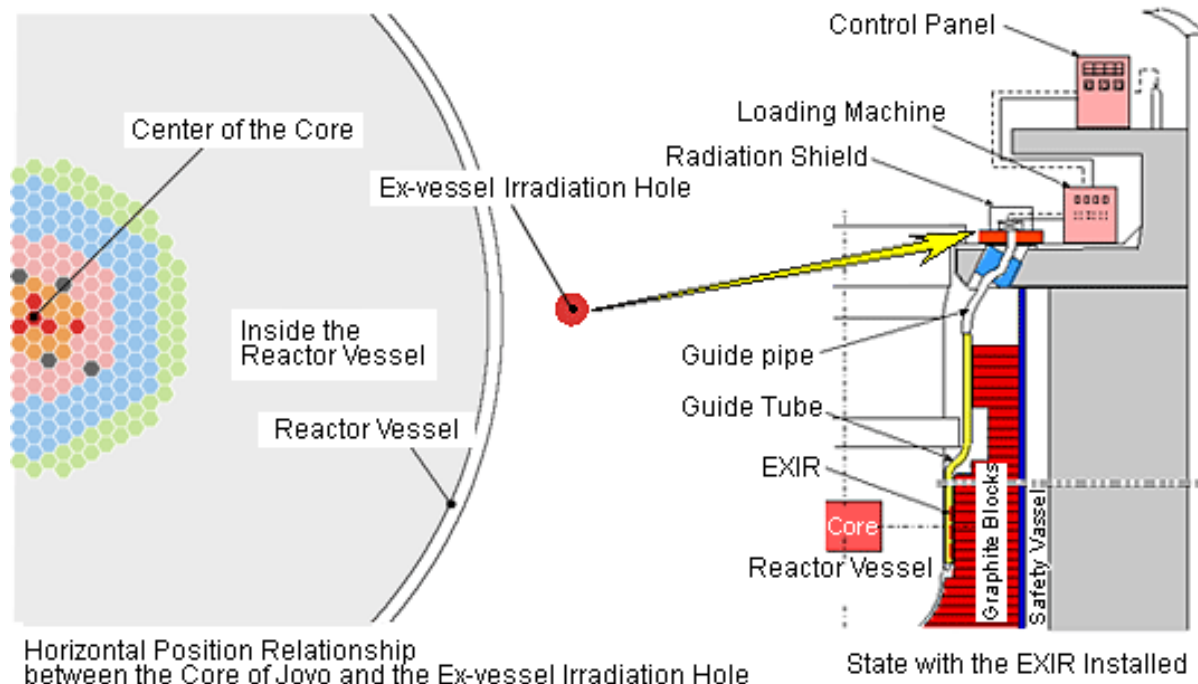 Control Panel
Center of the Core
Loading Machine
Radiation Shield
Ex-vessel Irradiation Hole
Inside the
Reactor Vessel
Guide pipe
Guide Tube
Reactor Vessel
EXIR
Core
Graphite Blocks
Safety Vassel
Reactor Vessel
Horizontal Position Relationship
between the Core of Joyo and the Ex-vessel Irradiation Hole
State with the EXIR Installed